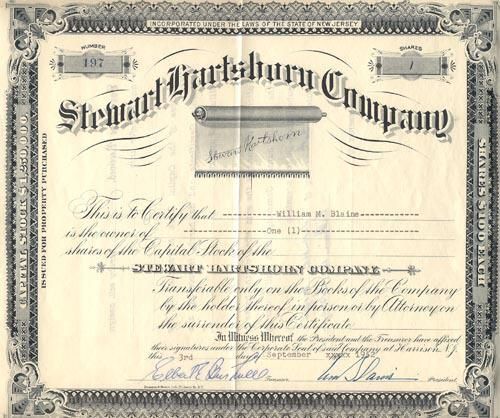 INCORPORATED UNDER THE LAWS OF THE STATE OF NEW JERSEY
NUMBER
197
SHARES
1
Stewart Hartshorn Company
Stewart Hartshorn
CAPITAL STOCK $1,250,000.
ISSUED FOR PROPERTY PURCHASED
SHARES $100 EACH
This is to Certify that William M. Blaine
is the owner of One (1)
shares of the Capital Stock of the
STEWART HARTSHORN COMPANY
Transferable only on the Books of the Company
by the holder thereof in person or by Attorney on
the surrender of this Certificate.
In Witness Whereof, the President and the Treasurer have affixed
their signatures under the Corporate Seal of said Company at Harrison, N.J.
this 3rd day of September xxxxx
Treasurer
President